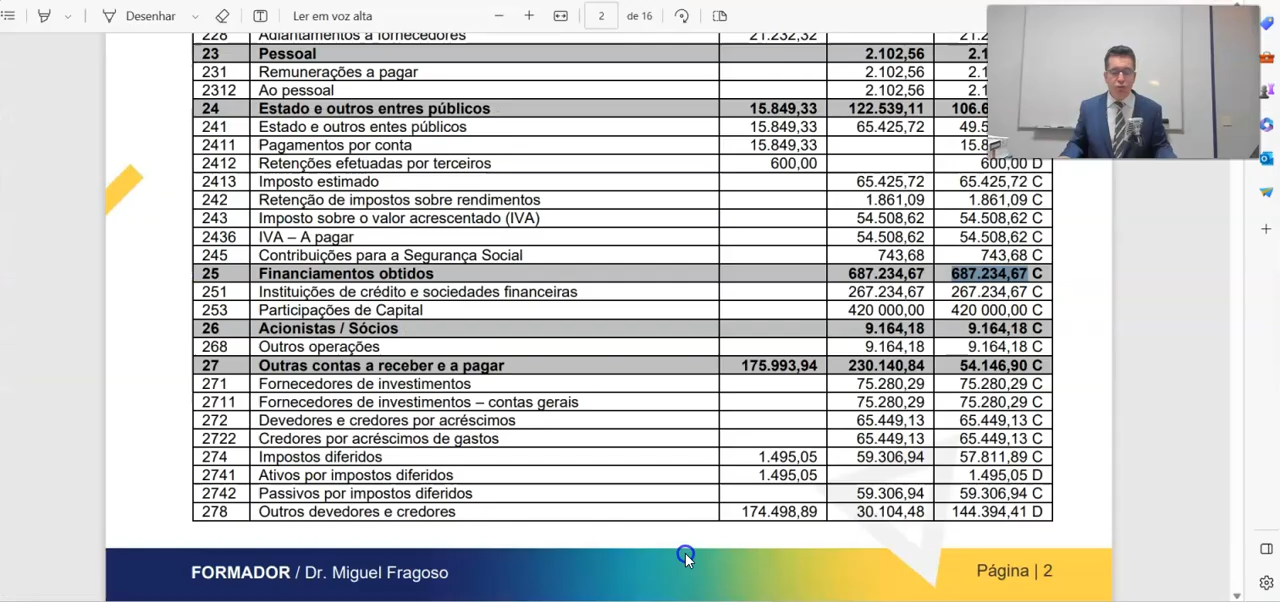 Desenhar Ler em voz alta 2 de 16
228 Adiantamentos a fornecedores 21.232,32
23 Pessoal 2.102,56
231 Remunerações a pagar 2.102,56
2312 Ao pessoal 2.102,56
24 Estado e outros entres públicos 15.849,33 122.539,11
241 Estado e outros entes públicos 15.849,33 65.425,72
2411 Pagamentos por conta 15.849,33
2412 Retenções efetuadas por terceiros 600,00 600,00 D
2413 Imposto estimado 65.425,72 65.425,72 C
242 Retenção de impostos sobre rendimentos 1.861,09 1.861,09 C
243 Imposto sobre o valor acrescentado (IVA) 54.508,62 54.508,62 C
2436 IVA – A pagar 54.508,62 54.508,62 C
245 Contribuições para a Segurança Social 743,68 743,68 C
25 Financiamentos obtidos 687.234,67 687.234,67 C
251 Instituições de crédito e sociedades financeiras 267.234,67 267.234,67 C
253 Participações de Capital 420 000,00 420 000,00 C
26 Acionistas / Sócios 9.164,18 9.164,18 C
268 Outros operações 9.164,18 9.164,18 C
27 Outras contas a receber e a pagar 175.993,94 230.140,84 54.146,90 C
271 Fornecedores de investimentos 75.280,29 75.280,29 C
2711 Fornecedores de investimentos – contas gerais 75.280,29 75.280,29 C
272 Devedores e credores por acréscimos 65.449,13 65.449,13 C
2722 Credores por acréscimos de gastos 65.449,13 65.449,13 C
274 Impostos diferidos 1.495,05 59.306,94 57.811,89 C
2741 Ativos por impostos diferidos 1.495,05 1.495,05 D
2742 Passivos por impostos diferidos 59.306,94 59.306,94 C
278 Outros devedores e credores 174.498,89 30.104,48 144.394,41 D
FORMADOR / Dr. Miguel Fragoso Página | 2